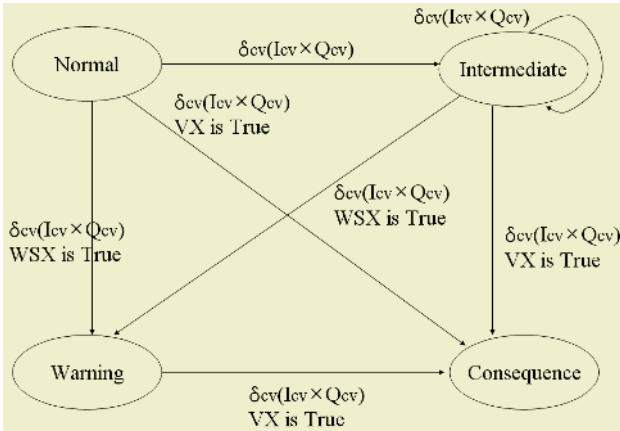 δcv(Icv×Qcv)
Normal
δcv(Icv×Qcv)
Intermediate
δcv(Icv×Qcv)
VX is True
δcv(Icv×Qcv)
WSX is True
δcv(Icv×Qcv)
WSX is True
δcv(Icv×Qcv)
VX is True
Warning
Consequence
δcv(Icv×Qcv)
VX is True